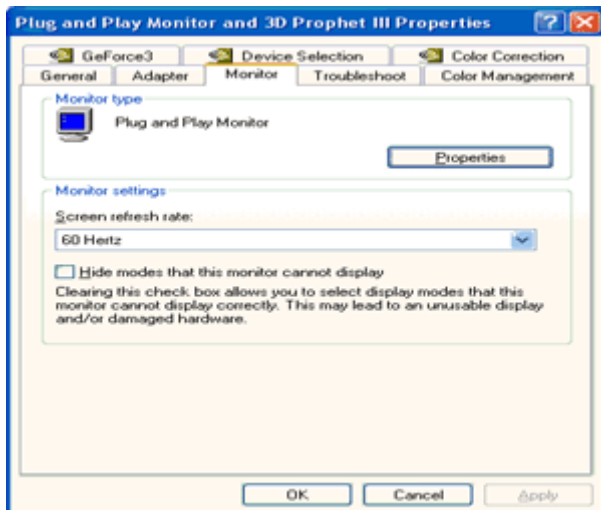 Plug and Play Monitor and 3D Prophet III Properties
GeForce3 Device Selection Color Correction
General Adapter Monitor Troubleshoot Color Management
Monitor type
Plug and Play Monitor
Properties
Monitor settings
Screen refresh rate:
60 Hertz
Hide modes that this monitor cannot display
Clearing this check box allows you to select display modes that this
monitor cannot display correctly. This may lead to an unusable display
and/or damaged hardware.
OK Cancel Apply